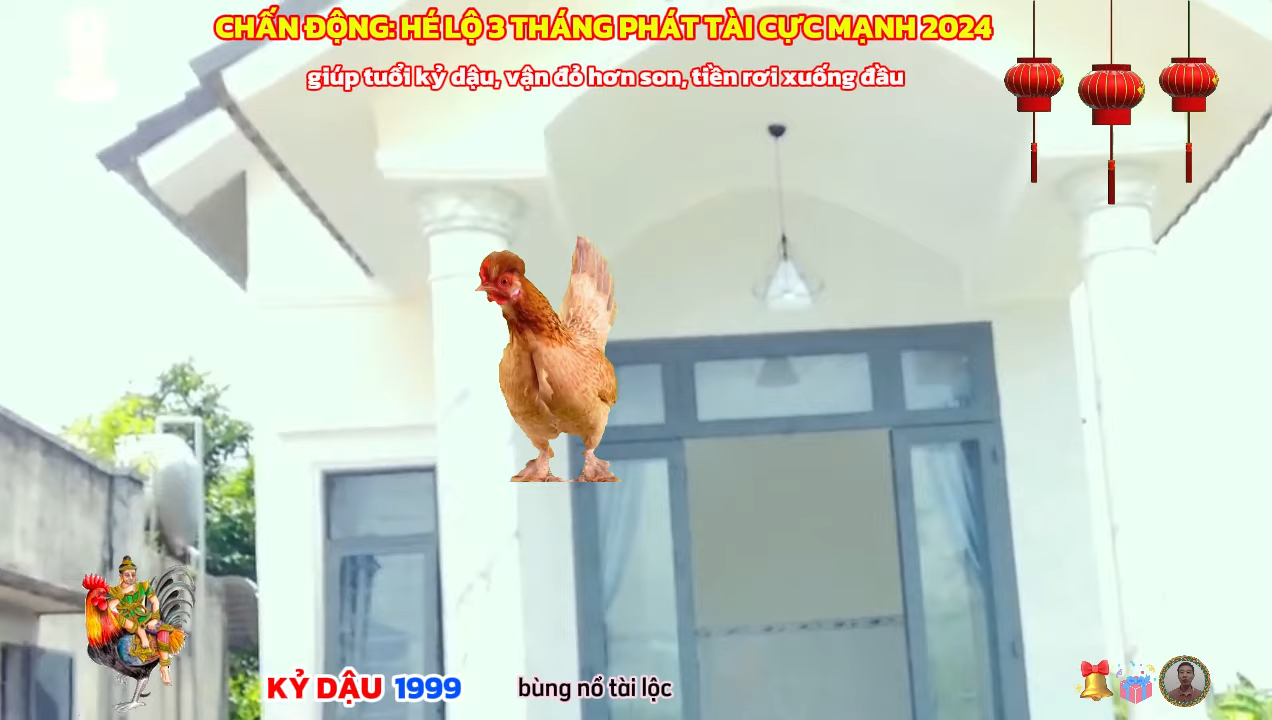 CHẤN ĐỘNG: HÉ LỘ 3 THÁNG PHÁT TÀI CỰC MẠNH 2024
giúp tuổi kỷ dậu, vận đỏ hơn son, tiền rơi xuống đầu
KỶ DẬU 1999 bùng nổ tài lộc